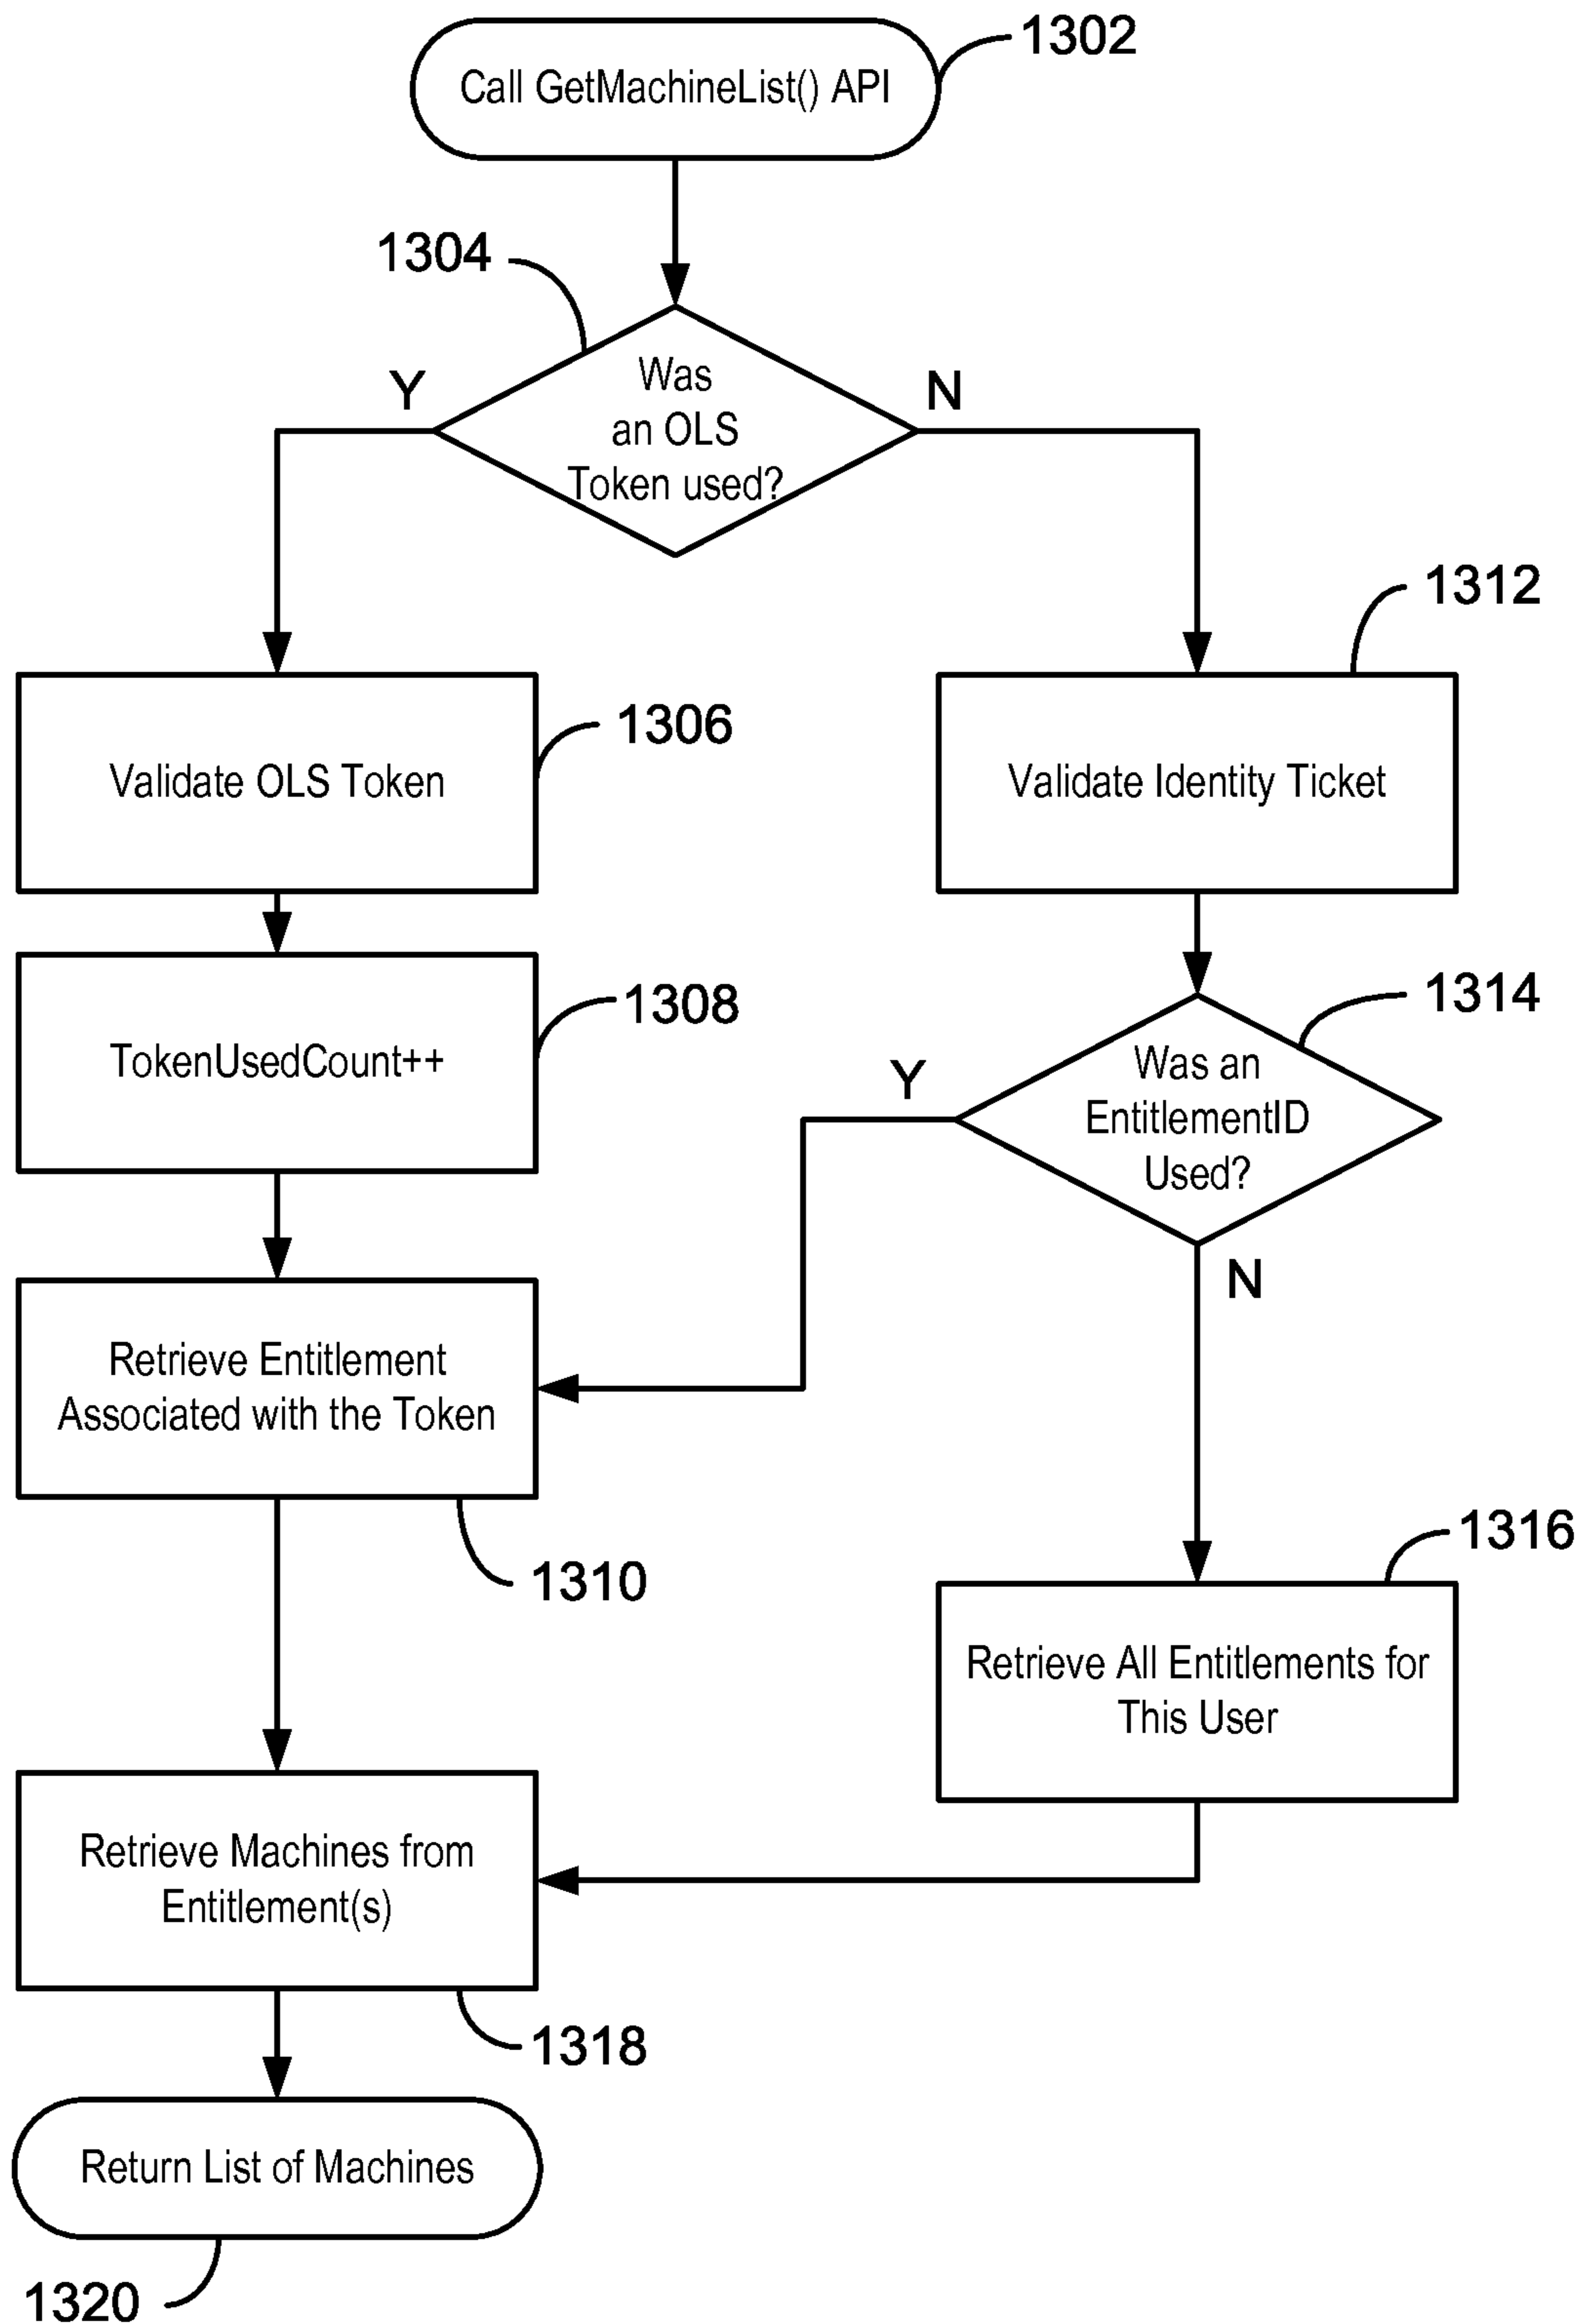 1302
Call GetMachineList() API
1304
Y
N
Was
an OLS
Token used?
1312
1306
Validate OLS Token
Validate Identity Ticket
1308
1314
TokenUsedCount++
Y
Was an
EntitlementID
Used?
N
Retrieve Entitlement
Associated with the Token
1310
1316
Retrieve All Entitlements for
This User
Retrieve Machines from
Entitlement(s)
1318
Return List of Machines
1320